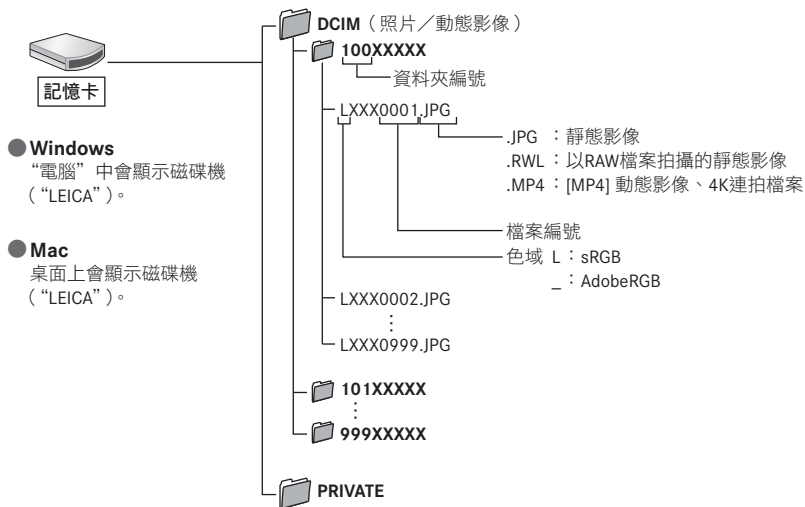 DCIM（照片／動態影像）
100XXXXX
資料夾編號
記憶卡
LXXX0001.JPG
.JPG ：靜態影像
.RWL：以RAW檔案拍攝的靜態影像
.MP4：[MP4] 動態影像、4K連拍檔案
檔案編號
色域 L：sRGB
_：AdobeRGB
●Windows
“電腦”中會顯示磁碟機
（“LEICA”）。
●Mac
桌面上會顯示磁碟機
（“LEICA”）。
LXXX0002.JPG
⋮
LXXX0999.JPG
101XXXXX
⋮
999XXXXX
PRIVATE